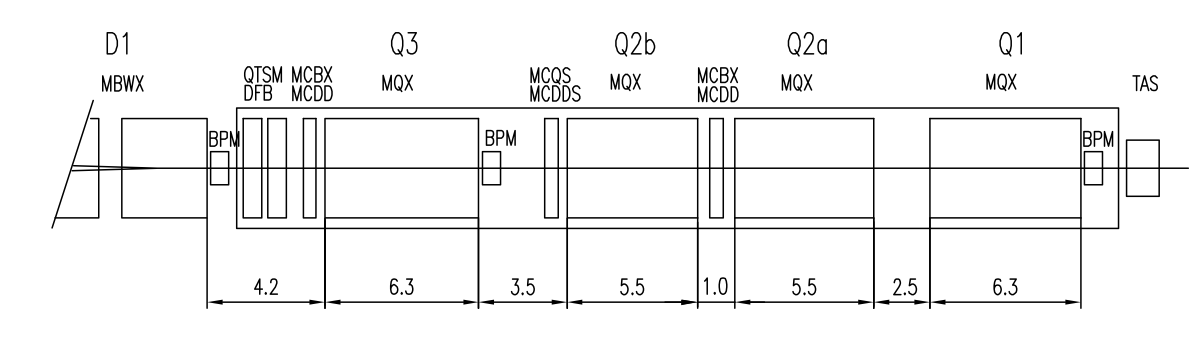 D1 Q3 Q2b Q2a Q1
MBWX QTSM MCBX MQX MCQS MQX MCBX MQX MQX TAS
DFB MCDD MCDDS MCDD
BPM BPM BPM
4.2 6.3 3.5 5.5 1.0 5.5 2.5 6.3